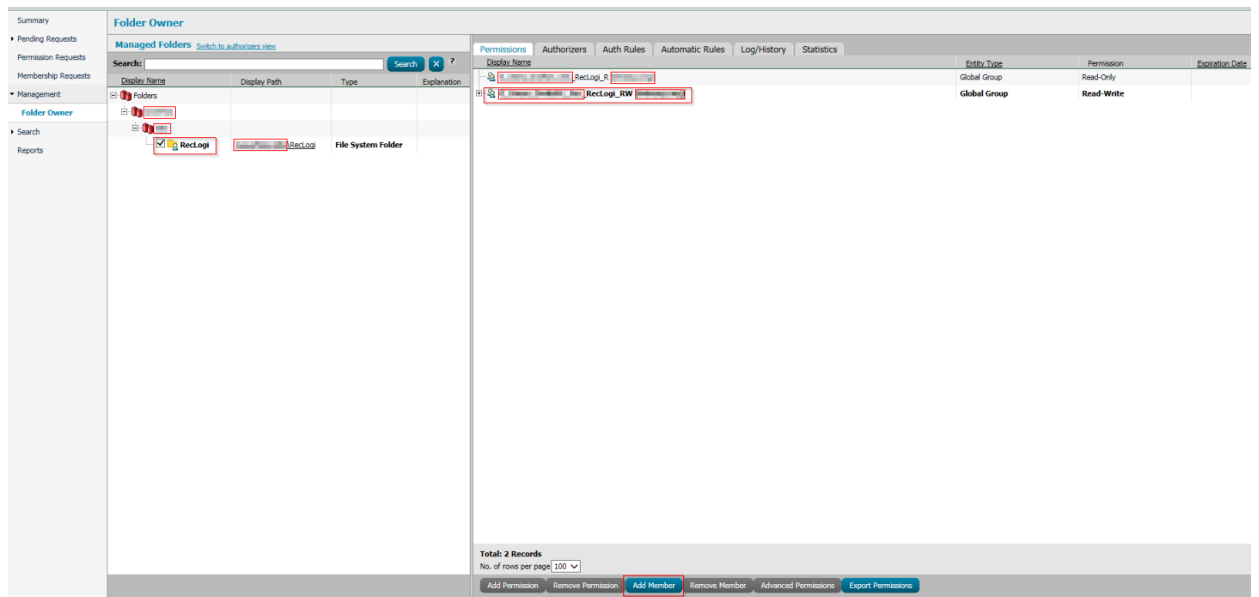 Summary
Pending Requests
Permission Requests
Membership Requests
Management
Folder Owner
Search
Reports
Folder Owner
Managed Folders Switch to authorizers view
Search: Search X ?
Display Name Display Path Type Explanation
Folders
RecLogi \RecLogi File System Folder
Permissions Authorizers Auth Rules Automatic Rules Log/History Statistics
Display Name Entity Type Permission Expiration Date
_RecLogi_R Global Group Read-Only
_RecLogi_RW Global Group Read-Write
Total: 2 Records
No. of rows per page 100
Add Permission Remove Permission Add Member Remove Member Advanced Permissions Export Permissions